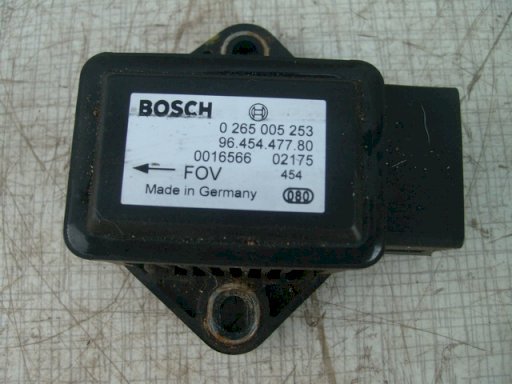 BOSCH
0 265 005 253
96.454.477.80
0016566 02175
FOV 454
Made in Germany 080